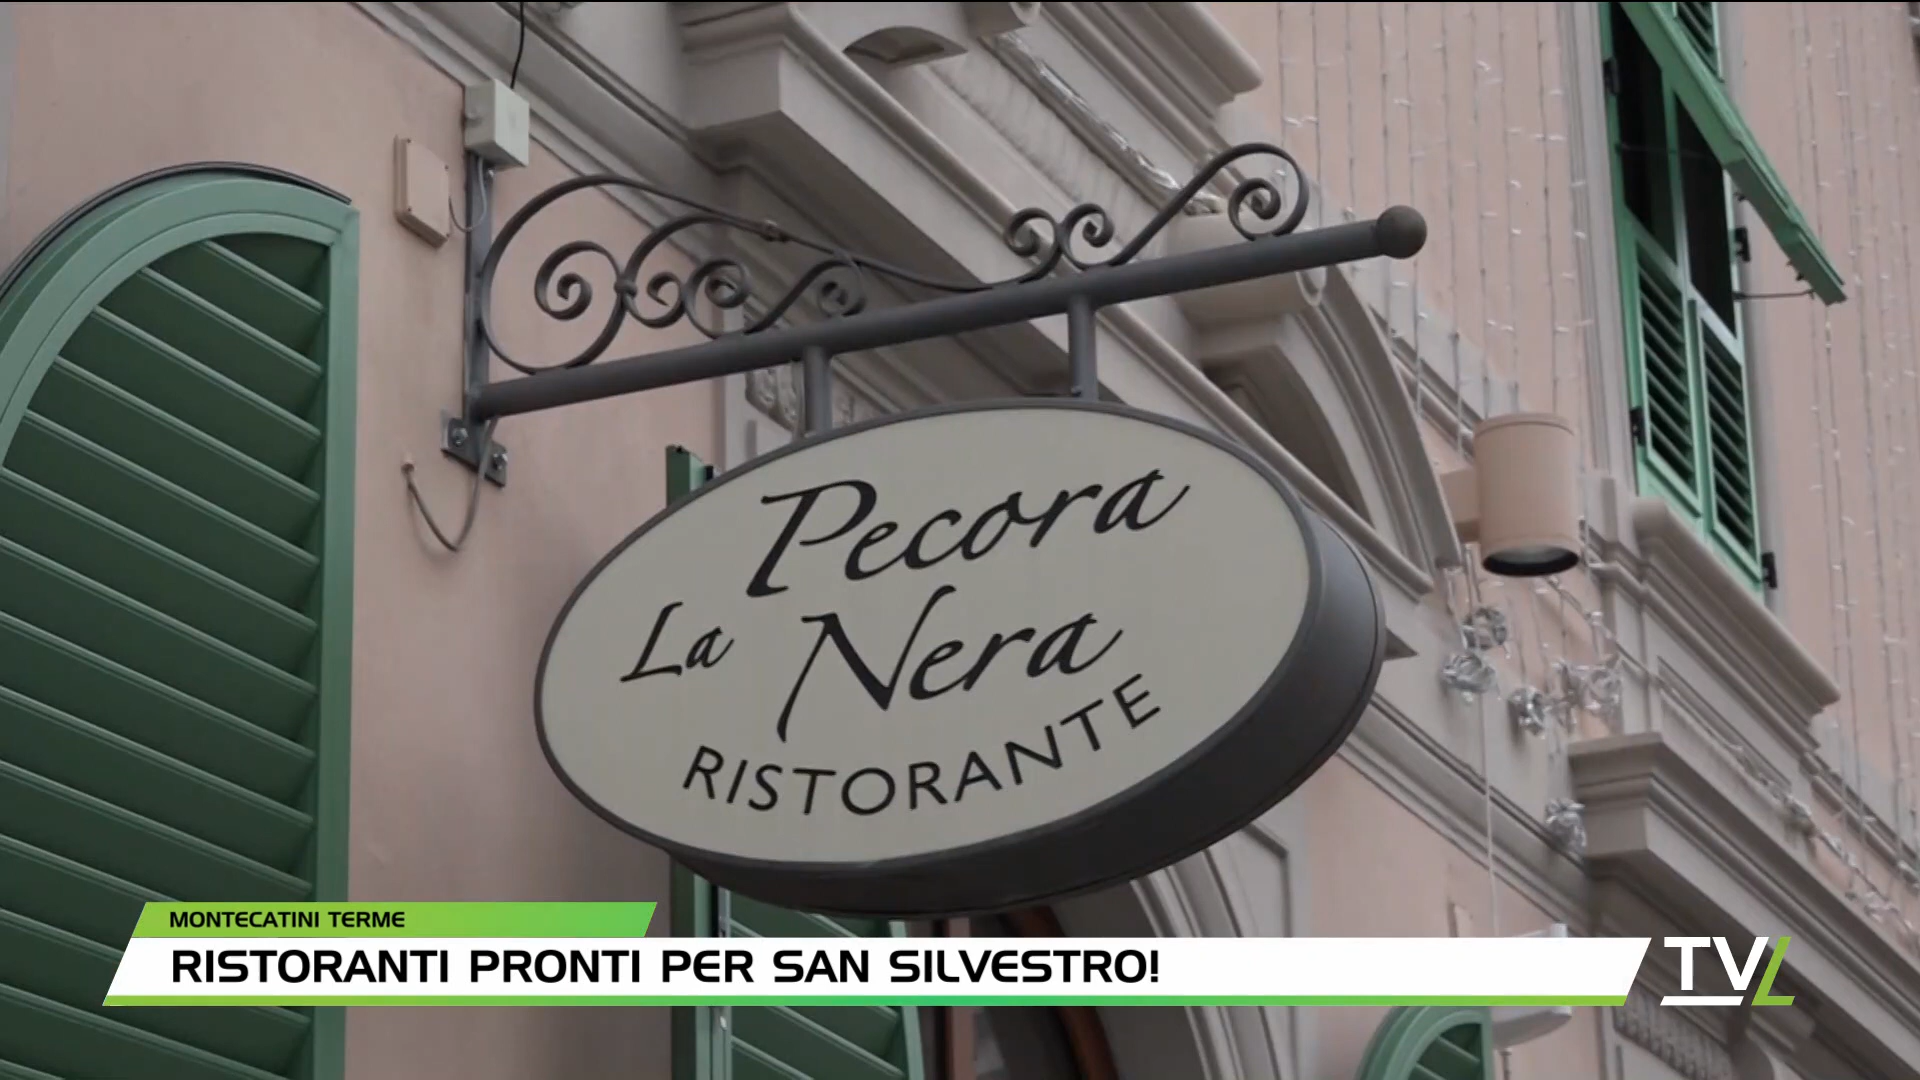 Pecora
La Nera
RISTORANTE
MONTECATINI TERME
RISTORANTI PRONTI PER SAN SILVESTRO!
TVL